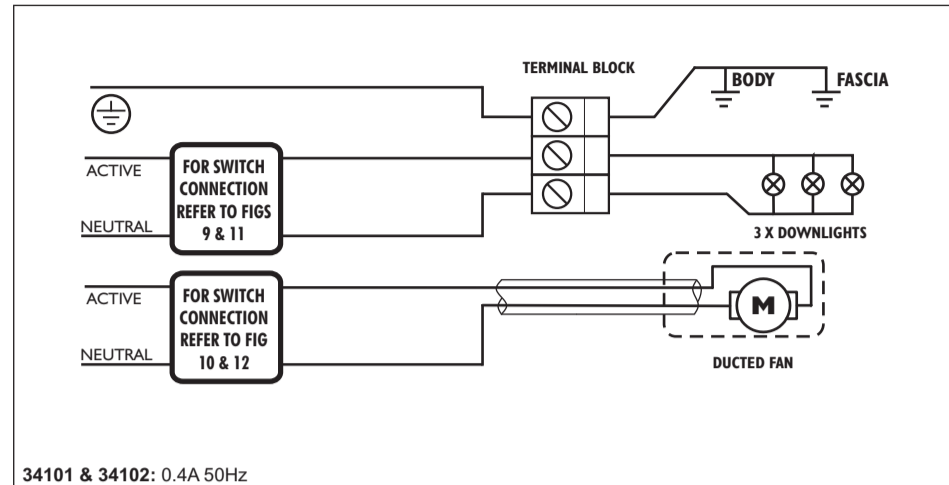 TERMINAL BLOCK
BODY
FASCIA
ACTIVE
NEUTRAL
FOR SWITCH
CONNECTION
REFER TO FIGS
9 & 11
3 X DOWNLIGHTS
ACTIVE
NEUTRAL
FOR SWITCH
CONNECTION
REFER TO FIG
10 & 12
M
DUCTED FAN
34101 & 34102: 0.4A 50Hz